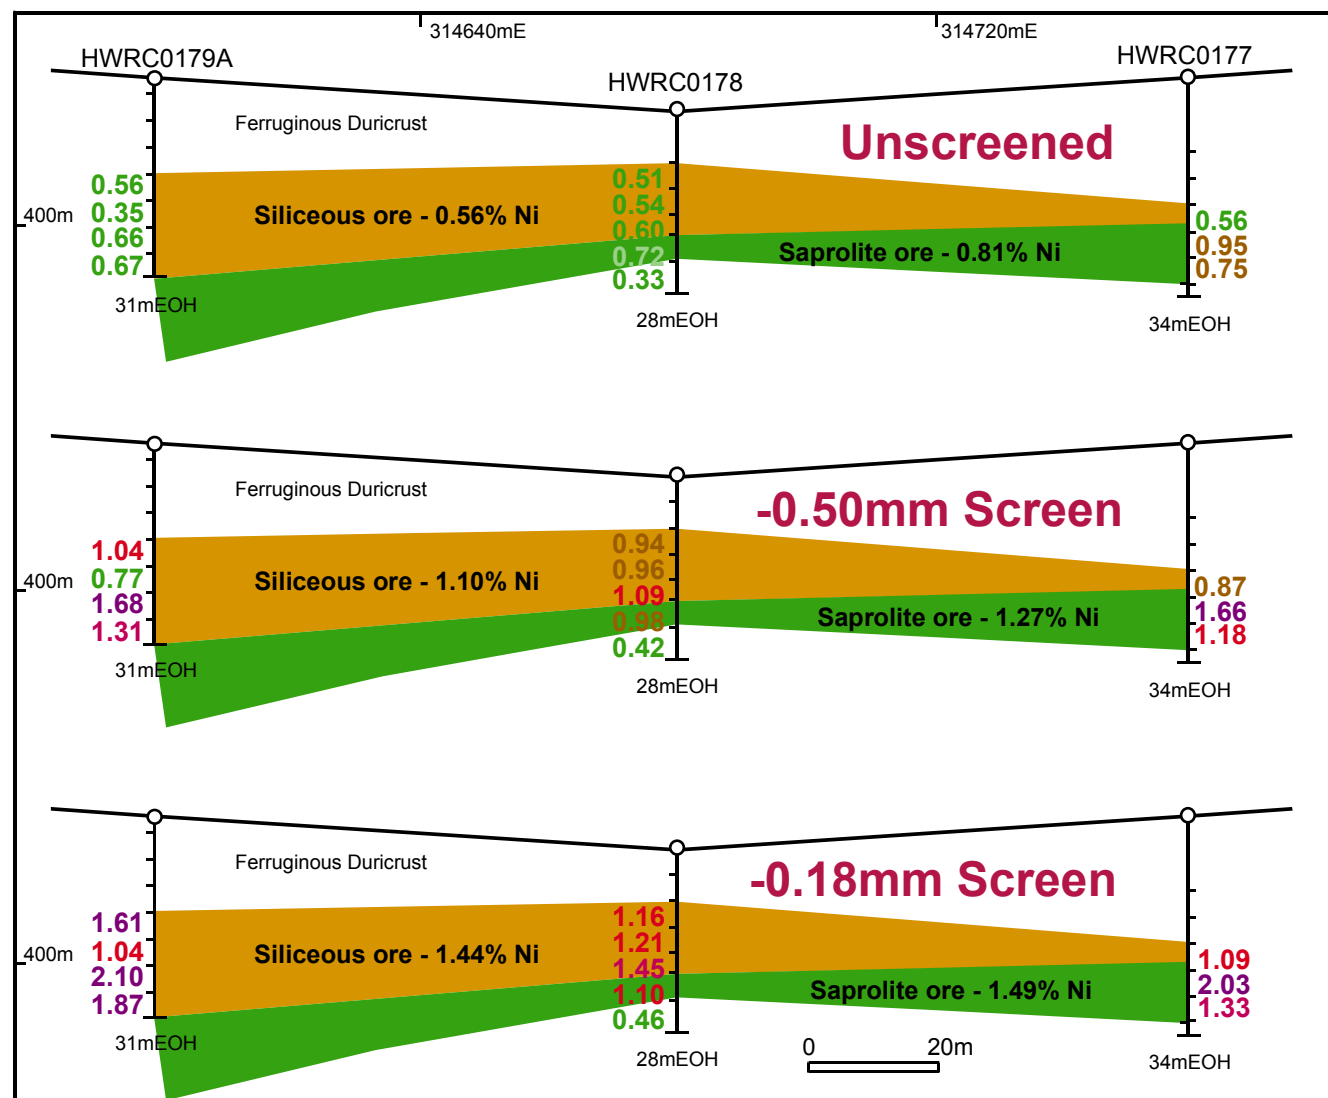 314640mE
314720mE
HWRC0179A
HWRC0178
HWRC0177
Ferruginous Duricrust
Unscreened
0.56
0.35
0.66
0.67
400m
Siliceous ore - 0.56% Ni
0.51
0.54
0.60
0.72
0.33
Saprolite ore - 0.81% Ni
0.56
0.95
0.75
31mEOH
28mEOH
34mEOH
Ferruginous Duricrust
-0.50mm Screen
1.04
0.77
1.68
1.31
400m
Siliceous ore - 1.10% Ni
0.94
0.96
1.09
0.98
0.42
Saprolite ore - 1.27% Ni
0.87
1.66
1.18
31mEOH
28mEOH
34mEOH
Ferruginous Duricrust
-0.18mm Screen
1.61
1.04
2.10
1.87
400m
Siliceous ore - 1.44% Ni
1.16
1.21
1.45
1.10
0.46
Saprolite ore - 1.49% Ni
1.09
2.03
1.33
31mEOH
28mEOH
34mEOH
0 20m